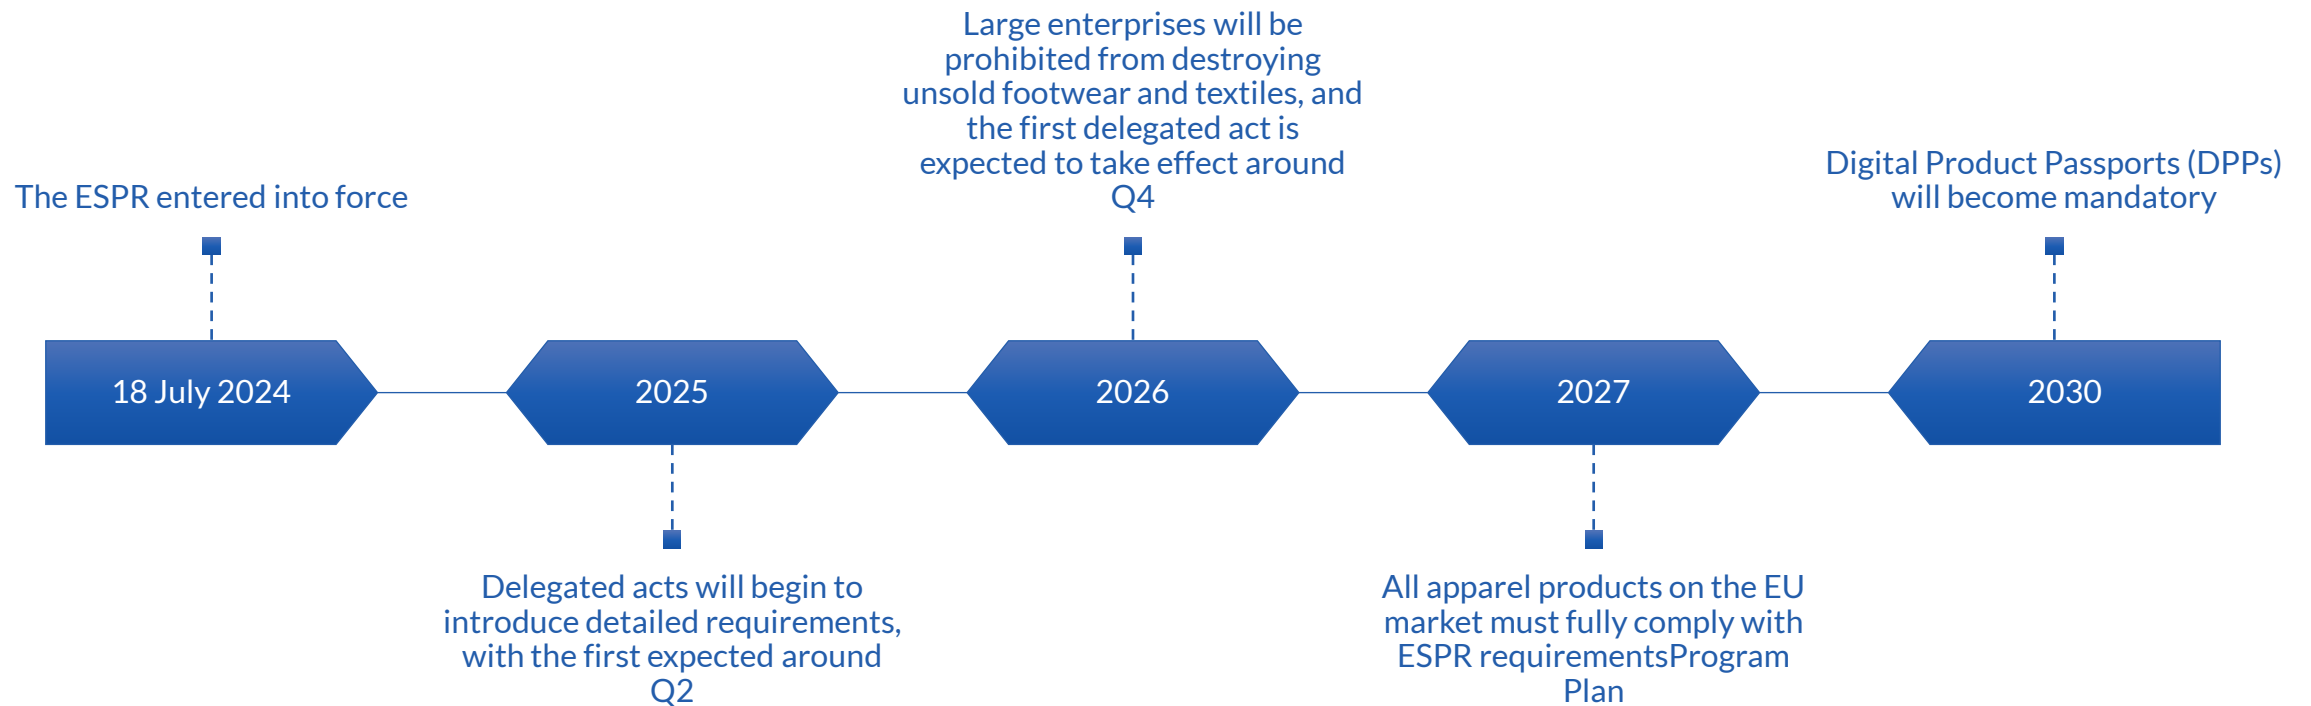 Large enterprises will be
prohibited from destroying
unsold footwear and textiles, and
the first delegated act is
expected to take effect around
Q4
The ESPR entered into force
Digital Product Passports (DPPs)
will become mandatory
18 July 2024
2025
2026
2027
2030
Delegated acts will begin to
introduce detailed requirements,
with the first expected around
Q2
All apparel products on the EU
market must fully comply with
ESPR requirementsProgram
Plan